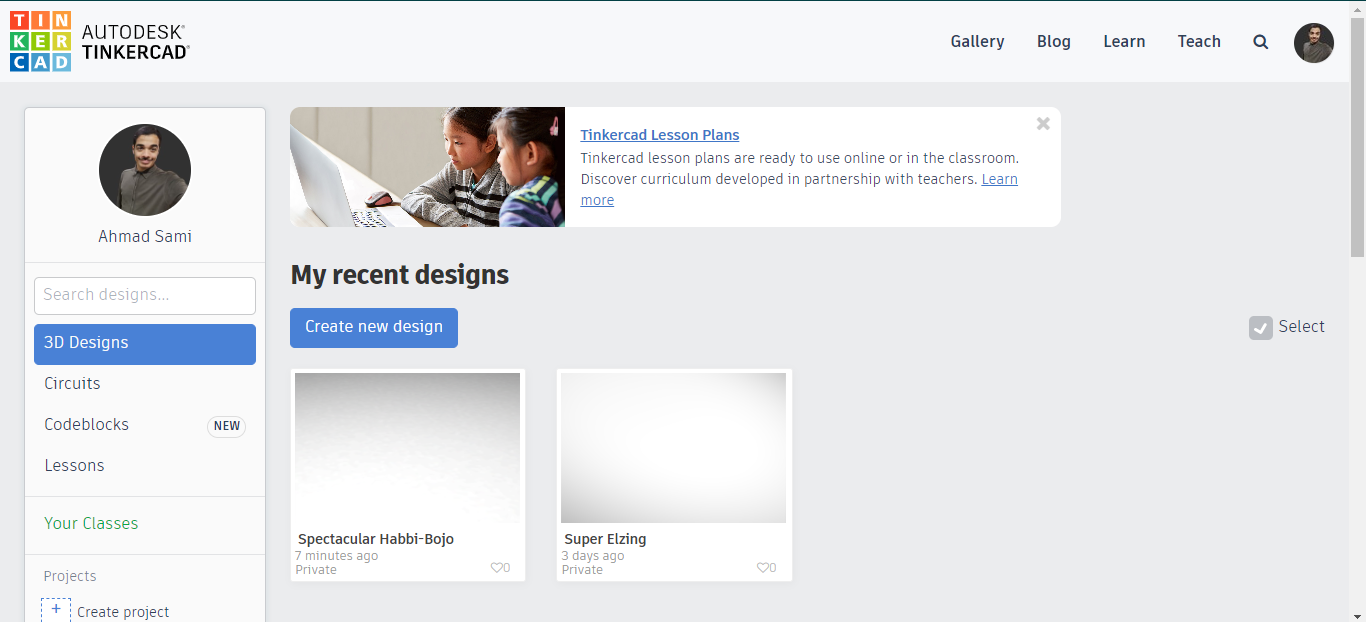 TIN
KER
CAD
AUTODESK®
TINKERCAD®
Gallery
Blog
Learn
Teach
Ahmad Sami
Search designs...
3D Designs
Circuits
Codeblocks
NEW
Lessons
Your Classes
Projects
+
Create project
Tinkercad Lesson Plans
Tinkercad lesson plans are ready to use online or in the classroom.
Discover curriculum developed in partnership with teachers. Learn
more
My recent designs
Create new design
Select
Spectacular Habbi-Bojo
7 minutes ago
Private
0
Super Elzing
3 days ago
Private
0